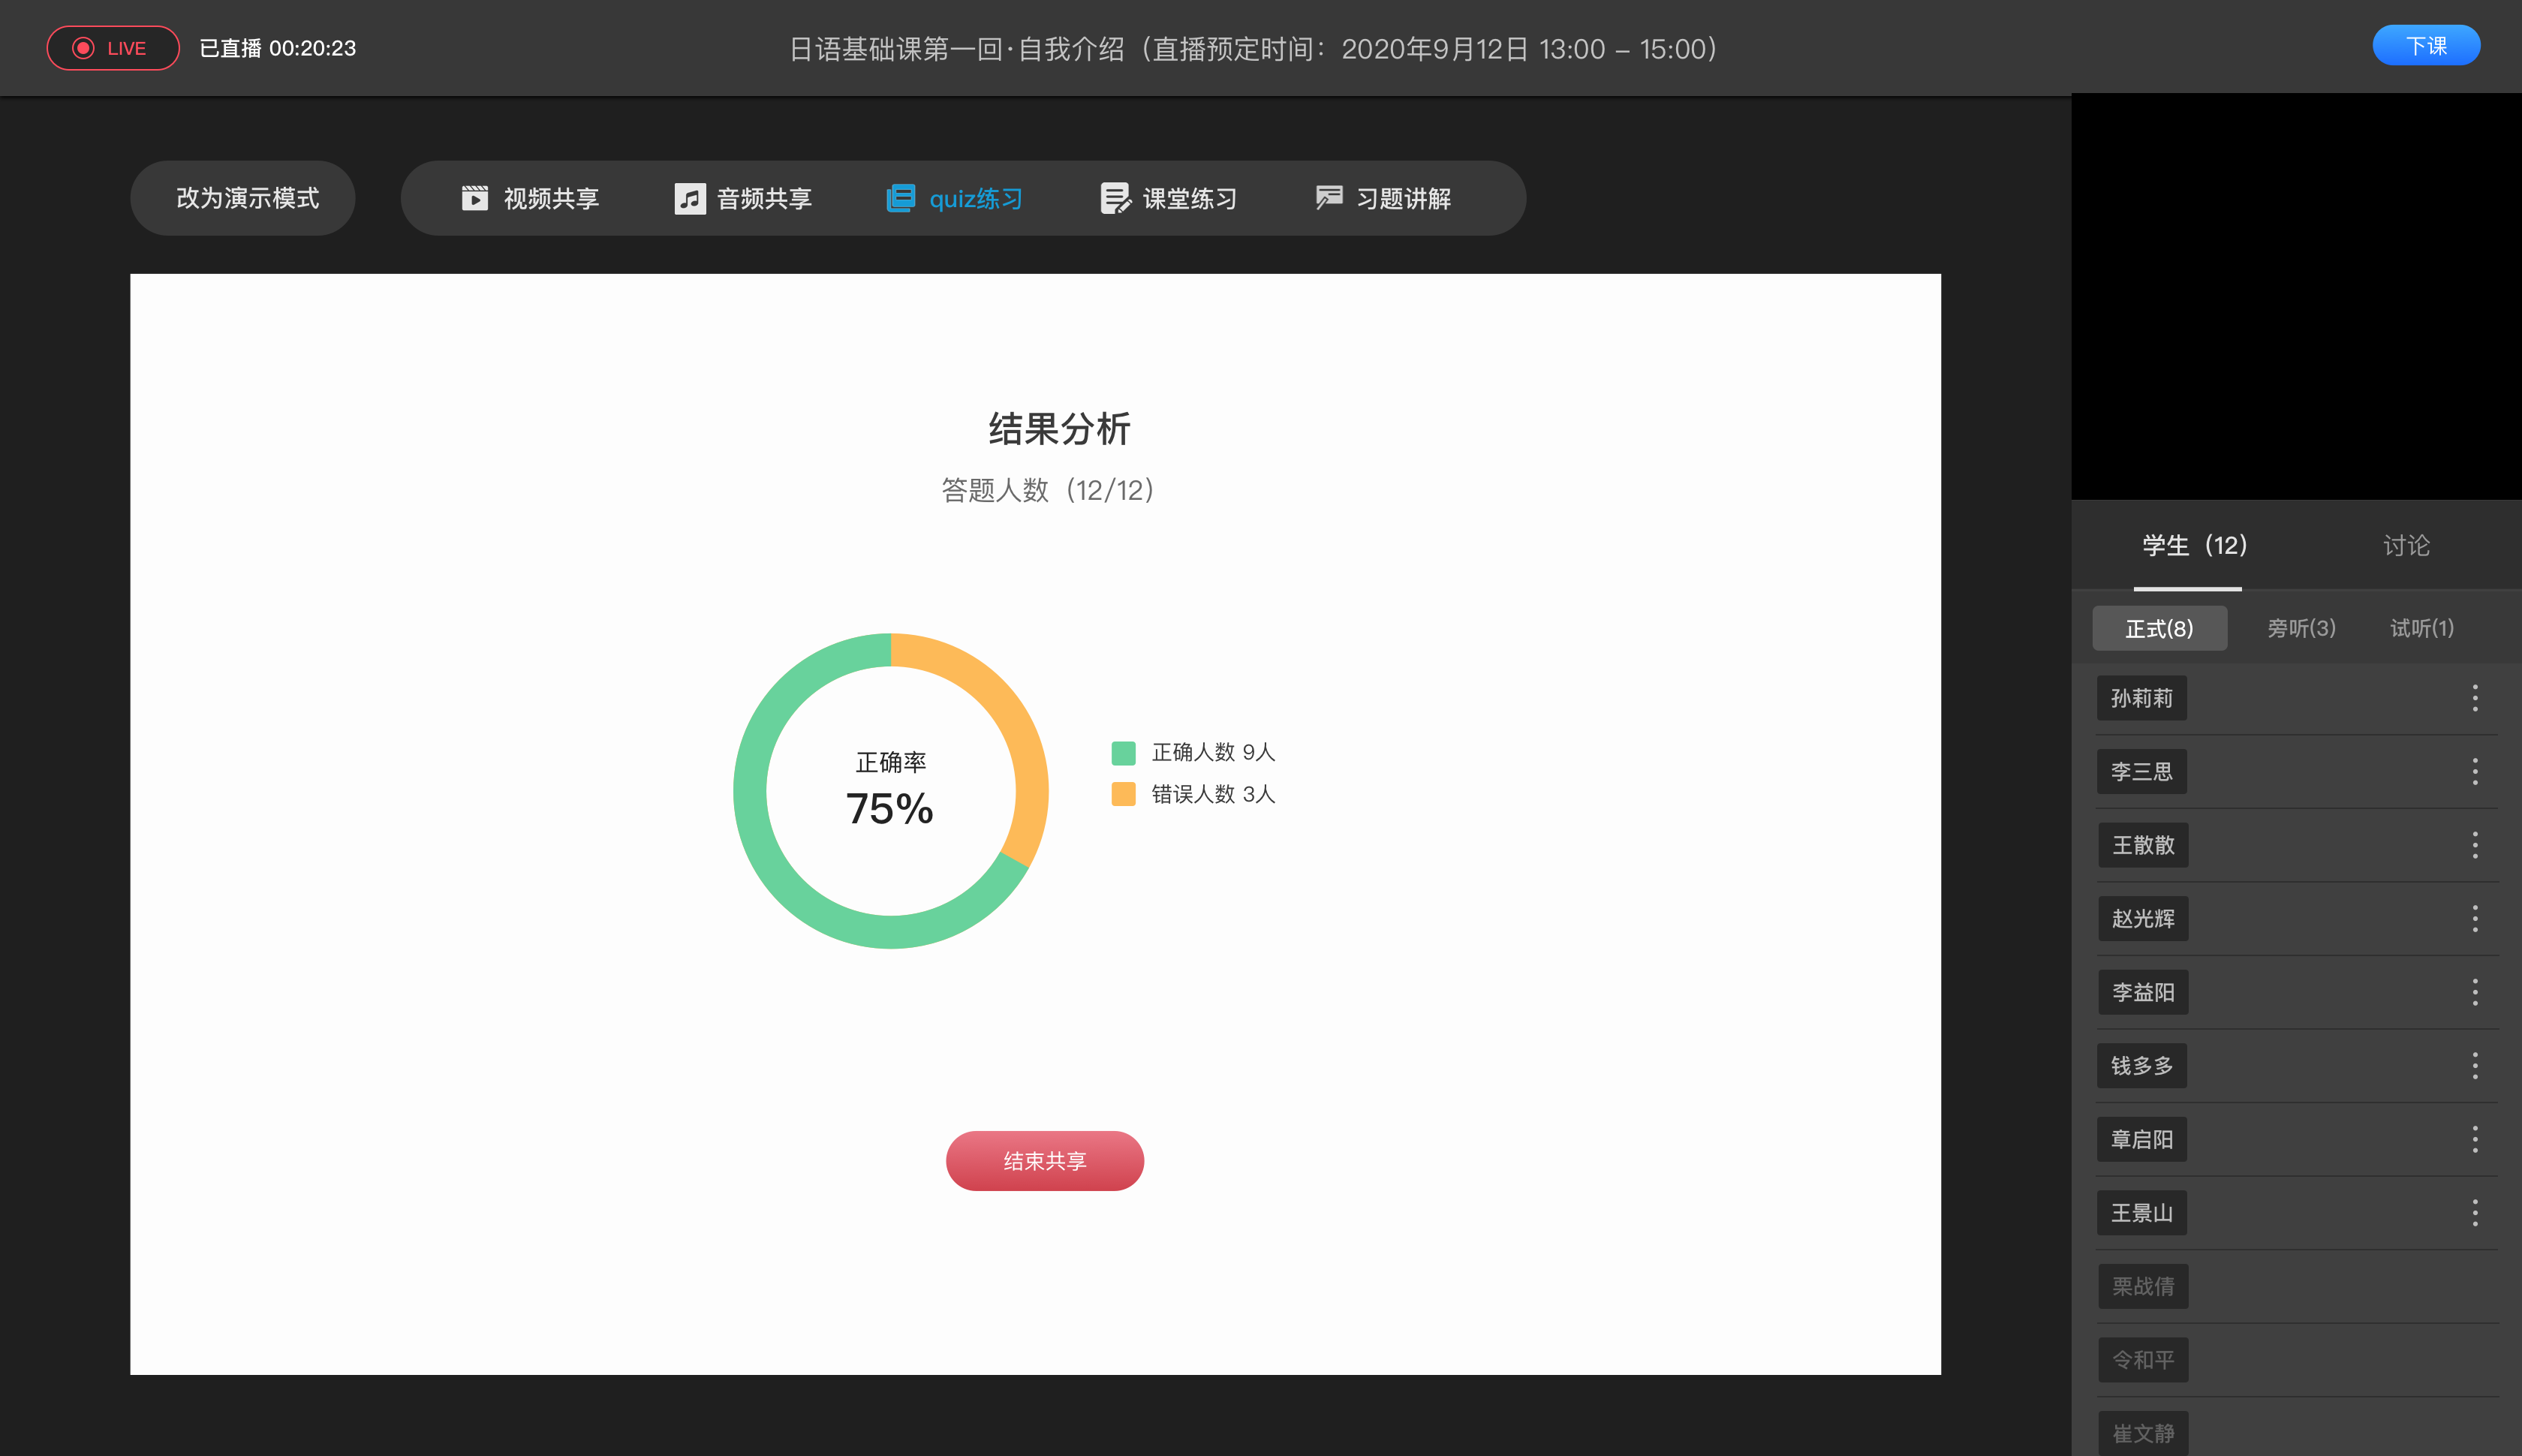 LIVE 已直播 00:20:23
日语基础课第一回·自我介绍（直播预定时间：2020年9月12日 13:00 – 15:00）
下课
改为演示模式
视频共享 音频共享 quiz练习 课堂练习 习题讲解
结果分析
答题人数（12/12）
正确率
75%
正确人数 9人
错误人数 3人
结束共享
学生（12） 讨论
正式(8) 旁听(3) 试听(1)
孙莉莉
李三思
王散散
赵光辉
李益阳
钱多多
章启阳
王景山
栗战倩
令和平
崔文静